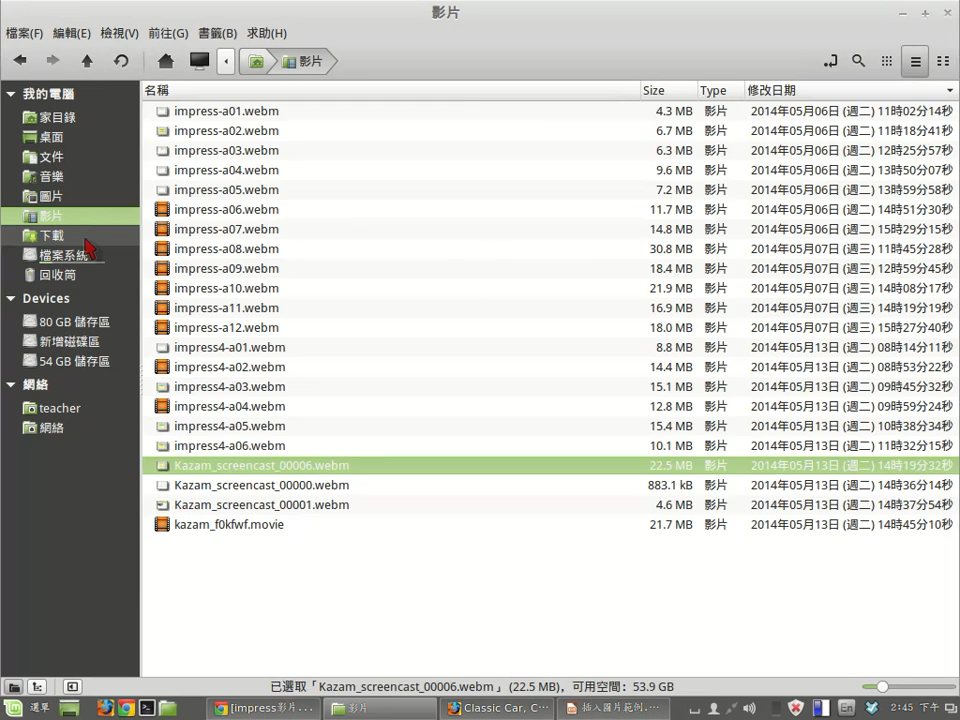 影片
檔案(F) 編輯(E) 檢視(V) 前往(G) 書籤(B) 求助(H)
影片
我的電腦
家目錄
桌面
文件
音樂
圖片
影片
下載
檔案系統
回收筒
Devices
80 GB 儲存區
新增磁碟區
54 GB 儲存區
網絡
teacher
網絡
名稱 Size Type 修改日期
impress-a01.webm 4.3 MB 影片 2014年05月06日 (週二) 11時02分14秒
impress-a02.webm 6.7 MB 影片 2014年05月06日 (週二) 11時18分41秒
impress-a03.webm 6.3 MB 影片 2014年05月06日 (週二) 12時25分57秒
impress-a04.webm 9.6 MB 影片 2014年05月06日 (週二) 13時50分07秒
impress-a05.webm 7.2 MB 影片 2014年05月06日 (週二) 13時59分58秒
impress-a06.webm 11.7 MB 影片 2014年05月06日 (週二) 14時51分30秒
impress-a07.webm 14.8 MB 影片 2014年05月06日 (週二) 15時29分15秒
impress-a08.webm 30.8 MB 影片 2014年05月07日 (週三) 11時45分28秒
impress-a09.webm 18.4 MB 影片 2014年05月07日 (週三) 12時59分45秒
impress-a10.webm 21.9 MB 影片 2014年05月07日 (週三) 14時08分17秒
impress-a11.webm 16.9 MB 影片 2014年05月07日 (週三) 14時19分19秒
impress-a12.webm 18.0 MB 影片 2014年05月07日 (週三) 15時27分40秒
impress4-a01.webm 8.8 MB 影片 2014年05月13日 (週二) 08時14分11秒
impress4-a02.webm 14.4 MB 影片 2014年05月13日 (週二) 08時53分22秒
impress4-a03.webm 15.1 MB 影片 2014年05月13日 (週二) 09時45分32秒
impress4-a04.webm 12.8 MB 影片 2014年05月13日 (週二) 09時59分24秒
impress4-a05.webm 15.4 MB 影片 2014年05月13日 (週二) 10時38分34秒
impress4-a06.webm 10.1 MB 影片 2014年05月13日 (週二) 11時32分15秒
Kazam_screencast_00006.webm 22.5 MB 影片 2014年05月13日 (週二) 14時19分32秒
Kazam_screencast_00000.webm 883.1 kB 影片 2014年05月13日 (週二) 14時36分14秒
Kazam_screencast_00001.webm 4.6 MB 影片 2014年05月13日 (週二) 14時37分54秒
kazam_f0kfwf.movie 21.7 MB 影片 2014年05月13日 (週二) 14時45分10秒
已選取「Kazam_screencast_00006.webm」(22.5 MB)，可用空間：53.9 GB
選單 [impress影片... 影片 Classic Car, C... 插入圖片範例.... En 2:45 下午